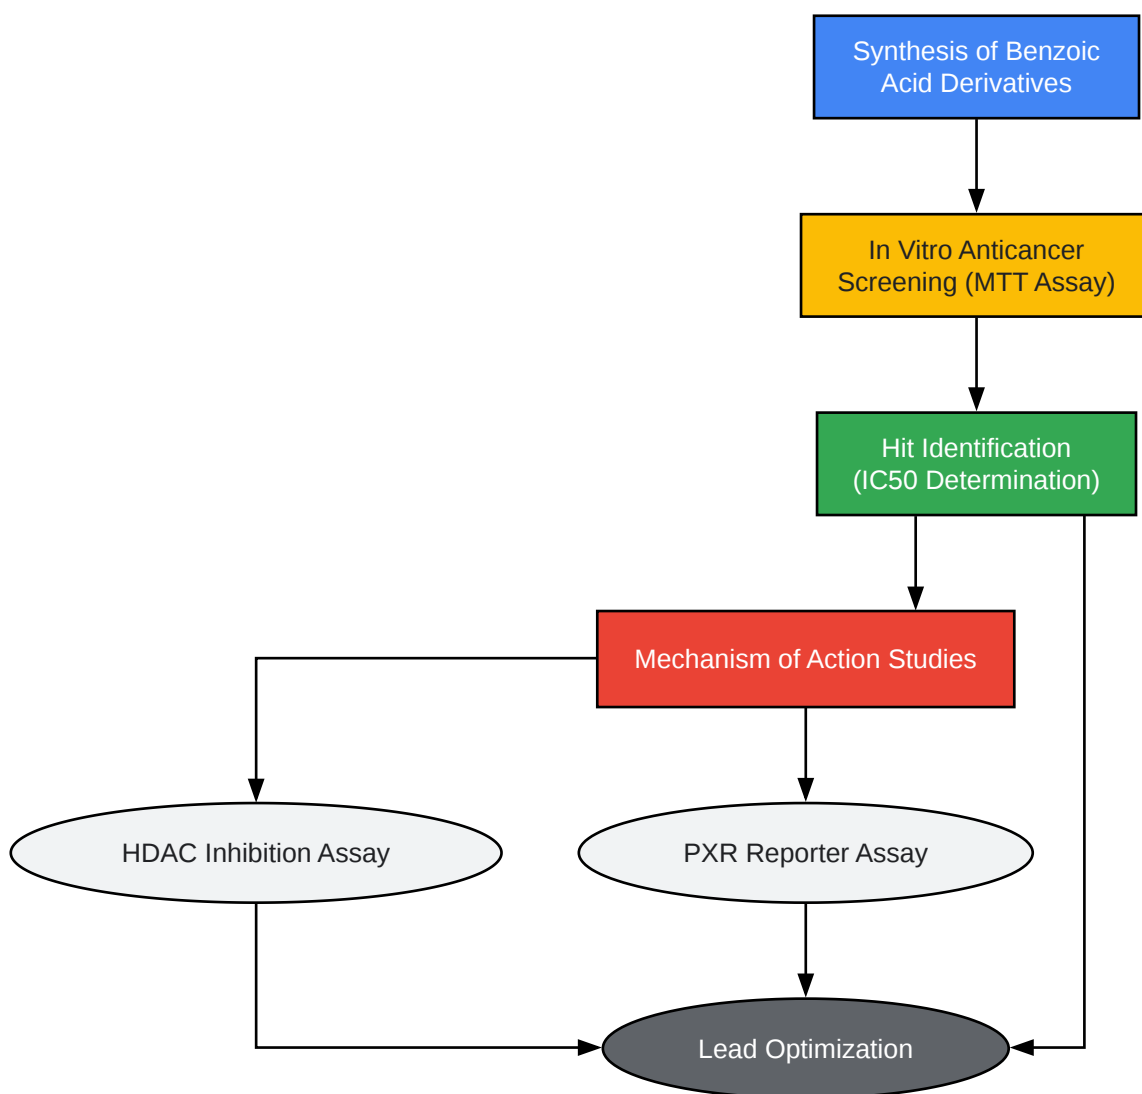 Synthesis of Benzoic
Acid Derivatives
In Vitro Anticancer
Screening (MTT Assay)
Hit Identification
(IC50 Determination)
Mechanism of Action Studies
HDAC Inhibition Assay
PXR Reporter Assay
Lead Optimization